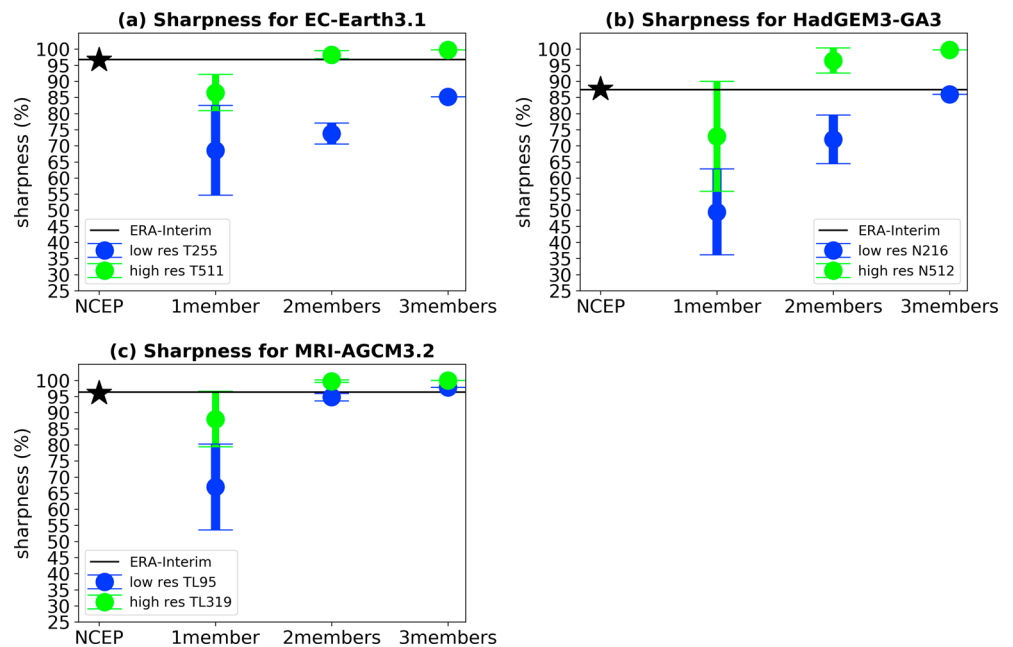 (a) Sharpness for EC-Earth3.1
sharpness (%)
100
95
90
85
80
75
70
65
60
55
50
45
40
35
30
25
ERA-Interim
low res T255
high res T511
NCEP 1member 2members 3members
(b) Sharpness for HadGEM3-GA3
sharpness (%)
100
95
90
85
80
75
70
65
60
55
50
45
40
35
30
25
ERA-Interim
low res N216
high res N512
NCEP 1member 2members 3members
(c) Sharpness for MRI-AGCM3.2
sharpness (%)
100
95
90
85
80
75
70
65
60
55
50
45
40
35
30
25
ERA-Interim
low res TL95
high res TL319
NCEP 1member 2members 3members